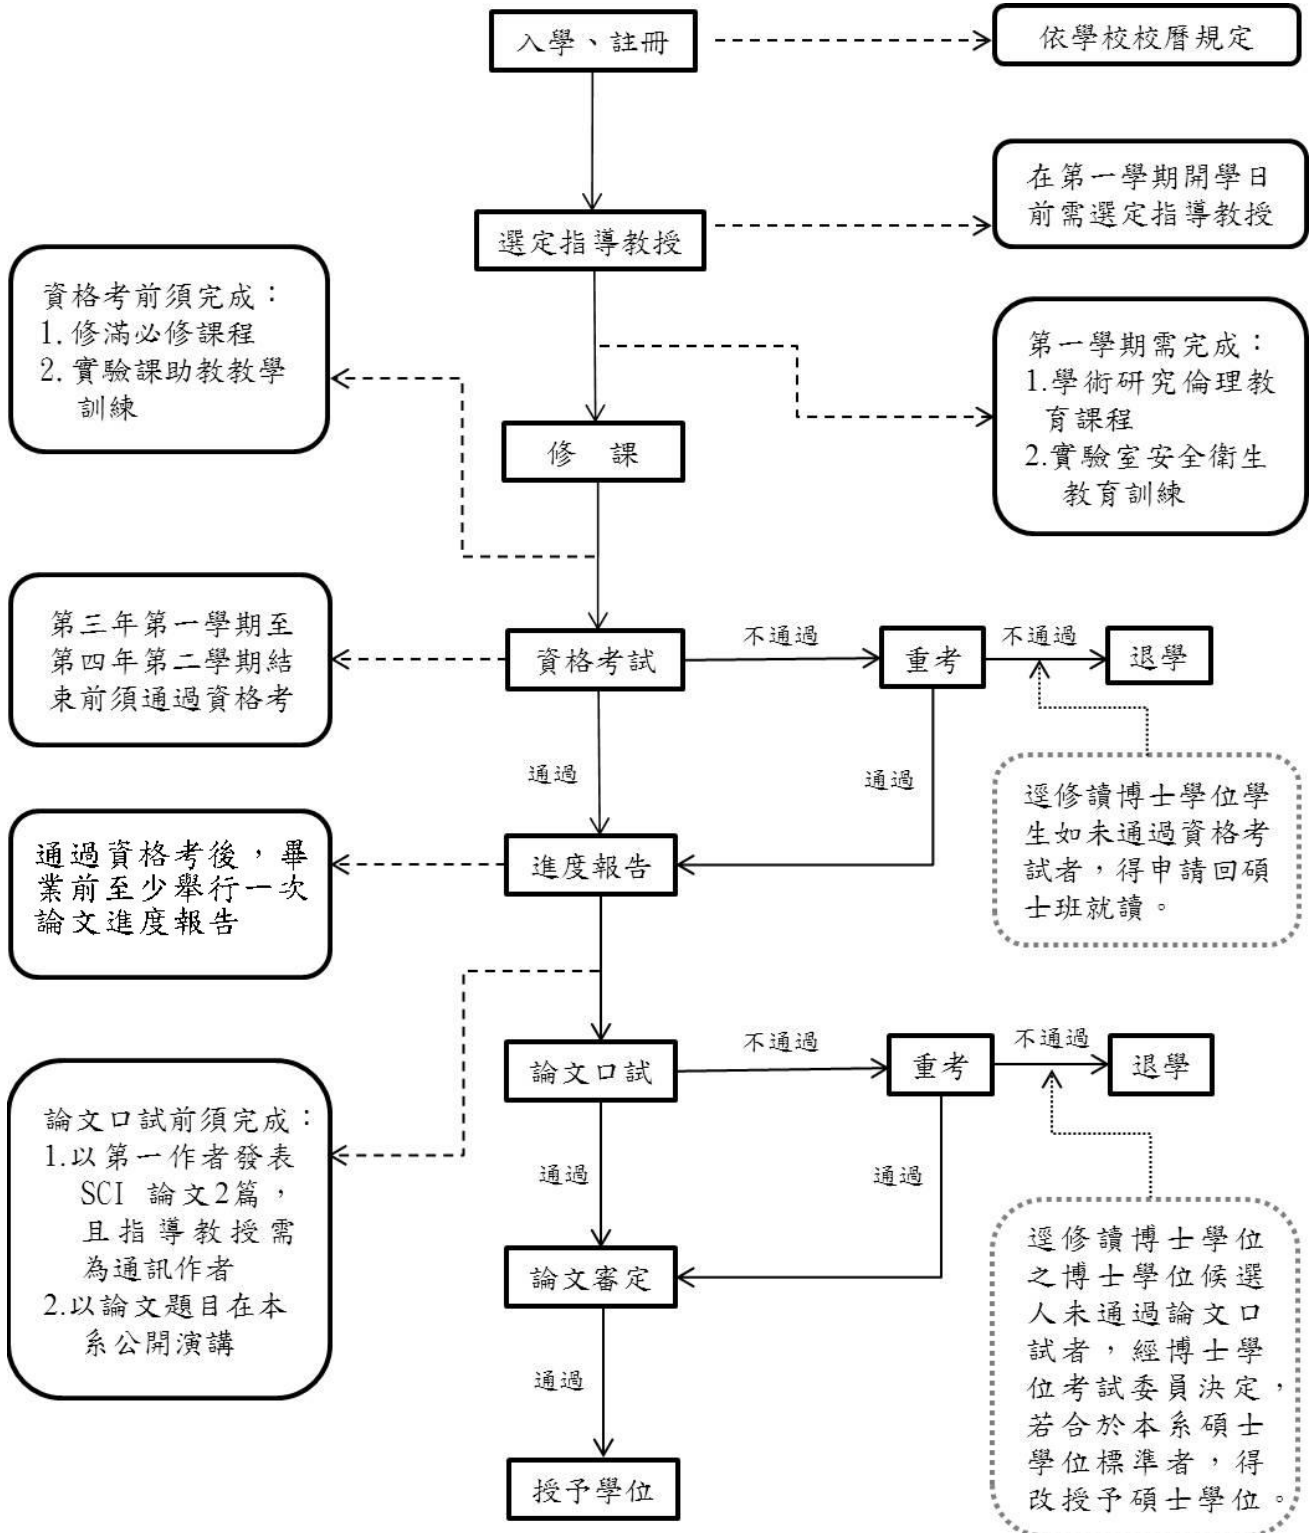 入學、註冊
依學校校曆規定
在第一學期開學日
前需選定指導教授
選定指導教授
資格考前須完成：
1. 修滿必修課程
2. 實驗課助教教學
訓練
第一學期需完成：
1.學術研究倫理教
育課程
2.實驗室安全衛生
教育訓練
修 課
第三年第一學期至
第四年第二學期結
束前須通過資格考
資格考試
不通過
重考
不通過
退學
通過
通過
逕修讀博士學位學
生如未通過資格考
試者，得申請回碩
士班就讀。
通過資格考後，畢
業前至少舉行一次
論文進度報告
進度報告
論文口試
不通過
重考
不通過
退學
論文口試前須完成：
1.以第一作者發表
SCI 論文2篇，
且指導教授需
為通訊作者
2.以論文題目在本
系公開演講
通過
通過
逕修讀博士學位
之博士學位候選
人未通過論文口
試者，經博士學
位考試委員決定，
若合於本系碩士
學位標準者，得
改授予碩士學位。
論文審定
通過
授予學位